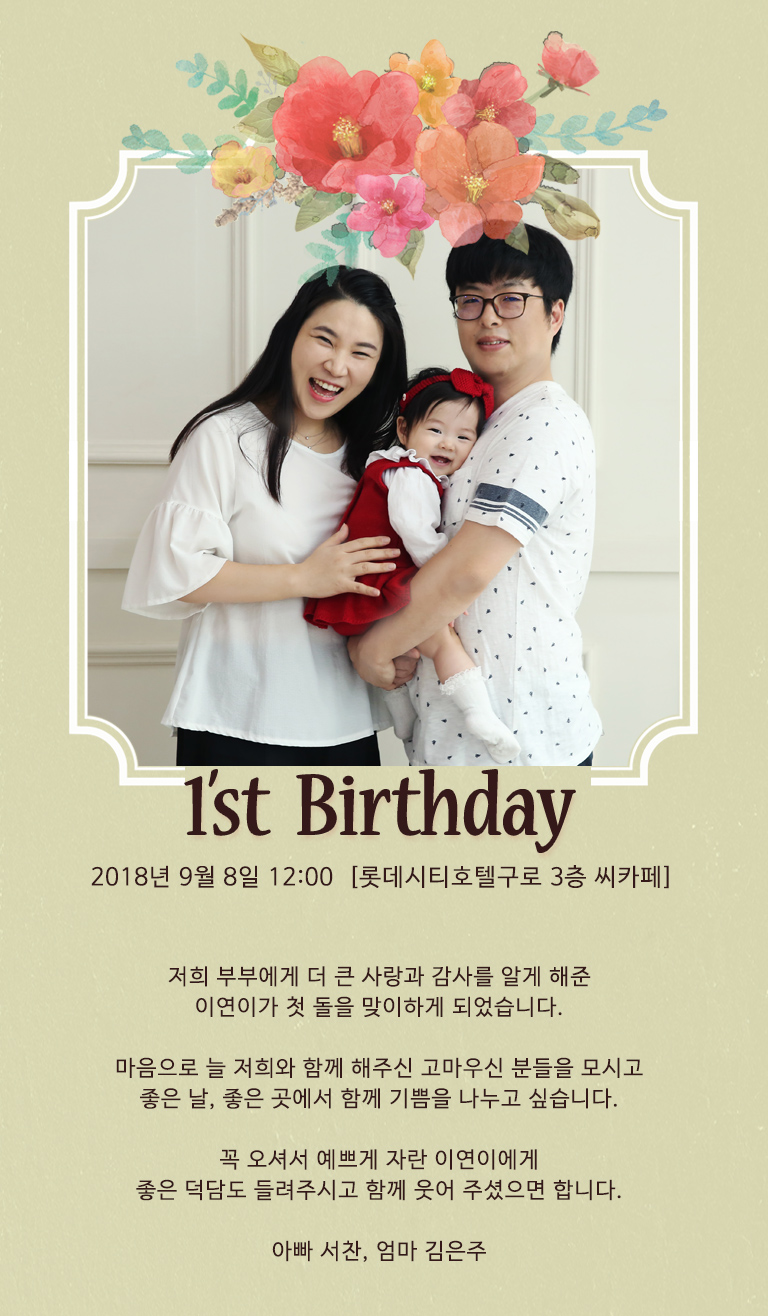 1'st Birthday
2018년 9월 8일 12:00 [롯데시티호텔구로 3층 씨카페]
저희 부부에게 더 큰 사랑과 감사를 알게 해준
이연이가 첫 돌을 맞이하게 되었습니다.
마음으로 늘 저희와 함께 해주신 고마우신 분들을 모시고
좋은 날, 좋은 곳에서 함께 기쁨을 나누고 싶습니다.
꼭 오셔서 예쁘게 자란 이연이에게
좋은 덕담도 들려주시고 함께 웃어 주셨으면 합니다.
아빠 서찬, 엄마 김은주